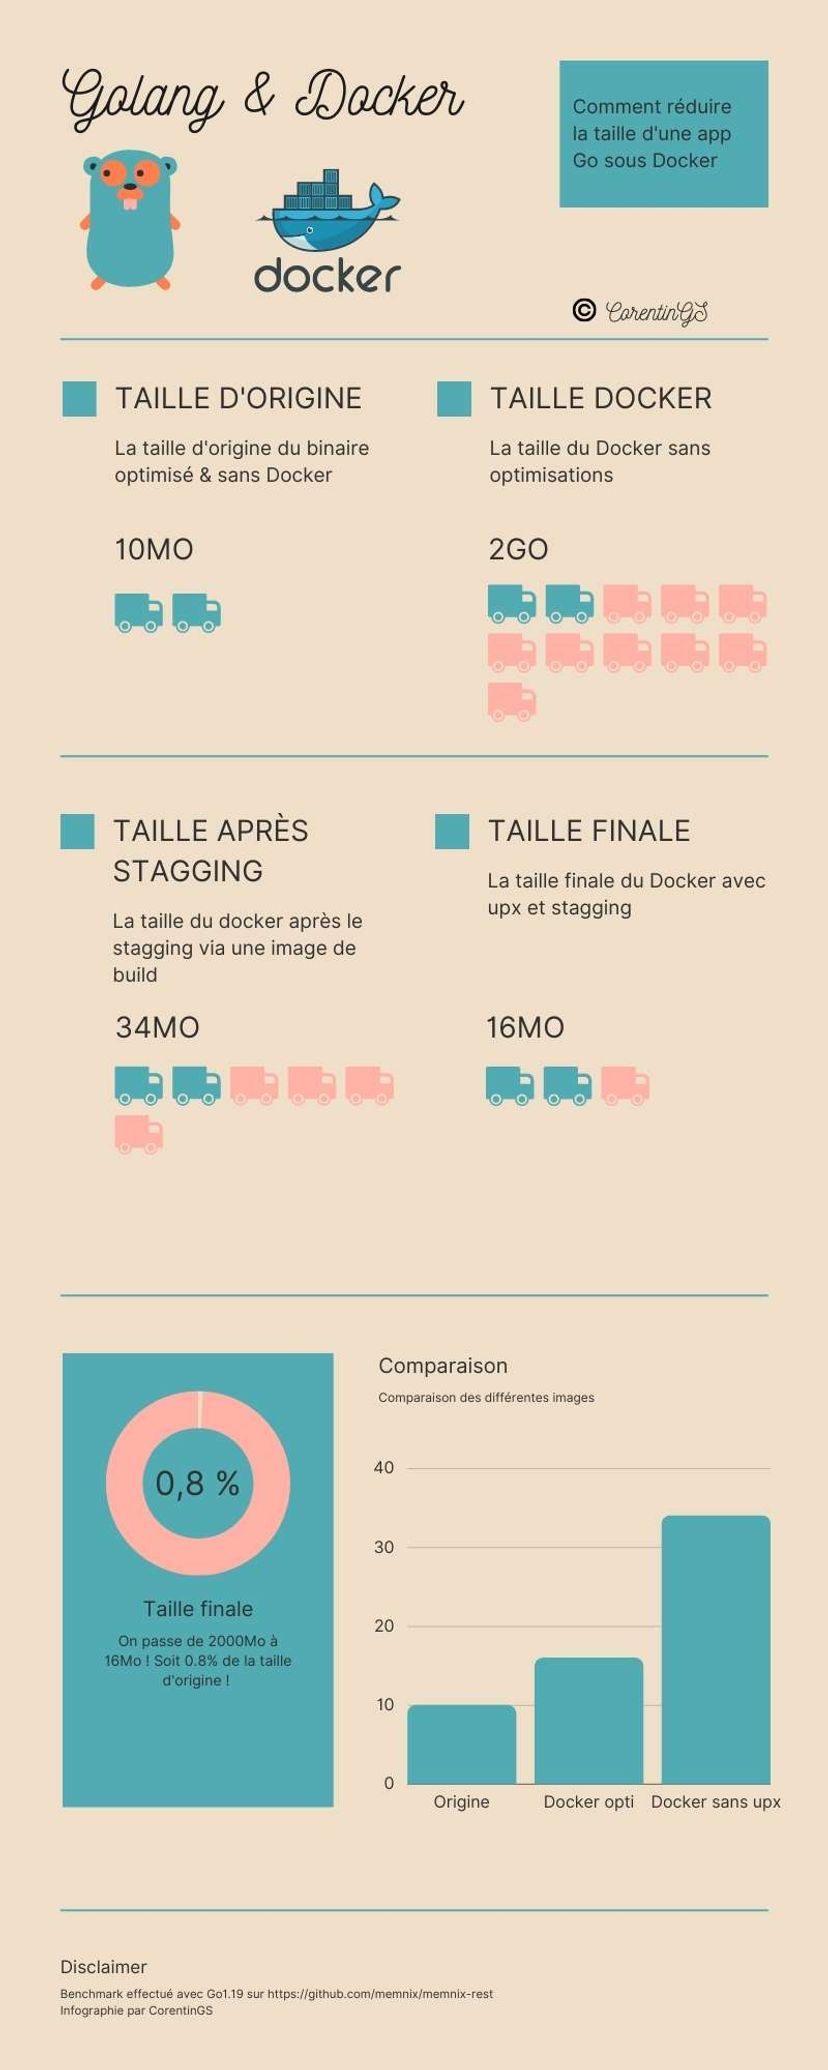 Golang & Docker
Comment réduire
la taille d'une app
Go sous Docker
docker
© CorentinGS
TAILLE D'ORIGINE
La taille d'origine du binaire
optimisé & sans Docker
10MO
TAILLE DOCKER
La taille du Docker sans
optimisations
2GO
TAILLE APRÈS
STAGGING
La taille du docker après le
stagging via une image de
build
34MO
TAILLE FINALE
La taille finale du Docker avec
upx et stagging
16MO
0,8 %
Taille finale
On passe de 2000Mo à
16Mo ! Soit 0.8% de la taille
d'origine !
Comparaison
Comparaison des différentes images
40
30
20
10
0
Origine
Docker opti
Docker sans upx
Disclaimer
Benchmark effectué avec Go1.19 sur https://github.com/memnix/memnix-rest
Infographie par CorentinGS